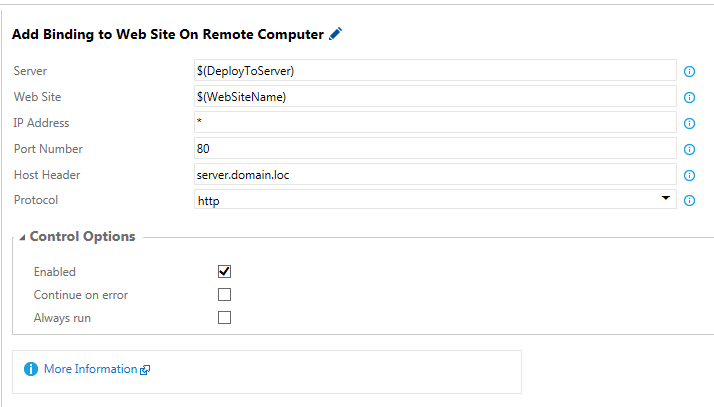 Add Binding to Web Site On Remote Computer
Server $(DeployToServer)
Web Site $(WebSiteName)
IP Address *
Port Number 80
Host Header server.domain.loc
Protocol http
Control Options
Enabled
Continue on error
Always run
More Information